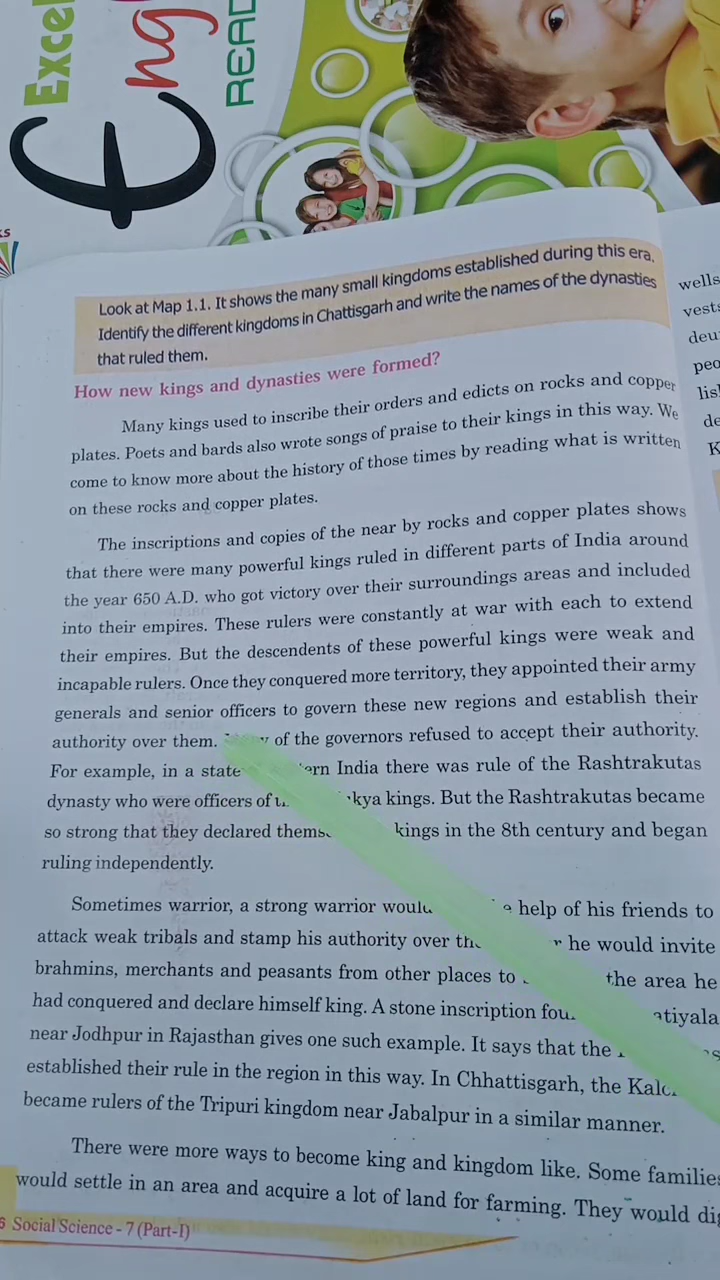 Excel
Eng
READ
KS
Look at Map 1.1. It shows the many small kingdoms established during this era.
Identify the different kingdoms in Chattisgarh and write the names of the dynasties
that ruled them.
How new kings and dynasties were formed?
Many kings used to inscribe their orders and edicts on rocks and copper
plates. Poets and bards also wrote songs of praise to their kings in this way. We
come to know more about the history of those times by reading what is written
on these rocks and copper plates.
The inscriptions and copies of the near by rocks and copper plates shows
that there were many powerful kings ruled in different parts of India around
the year 650 A.D. who got victory over their surroundings areas and included
into their empires. These rulers were constantly at war with each to extend
their empires. But the descendents of these powerful kings were weak and
incapable rulers. Once they conquered more territory, they appointed their army
generals and senior officers to govern these new regions and establish their
authority over them. of the governors refused to accept their authority.
For example, in a state ern India there was rule of the Rashtrakutas
dynasty who were officers of kya kings. But the Rashtrakutas became
so strong that they declared thems kings in the 8th century and began
ruling independently.
Sometimes warrior, a strong warrior would help of his friends to
attack weak tribals and stamp his authority over he would invite
brahmins, merchants and peasants from other places to the area he
had conquered and declare himself king. A stone inscription fou atiyala
near Jodhpur in Rajasthan gives one such example. It says that the
established their rule in the region in this way. In Chhattisgarh, the Kalc
became rulers of the Tripuri kingdom near Jabalpur in a similar manner.
There were more ways to become king and kingdom like. Some families
would settle in an area and acquire a lot of land for farming. They would dig
6 Social Science - 7 (Part-I)
wells
vest
deu
peo
lis
de
K